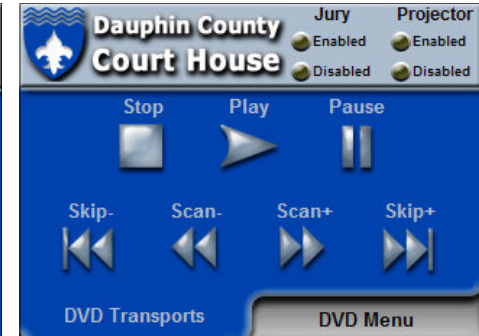 Dauphin County
Court House
Jury
Projector
Enabled
Enabled
Disabled
Disabled
Stop
Play
Pause
Skip-
Scan-
Scan+
Skip+
DVD Transports
DVD Menu